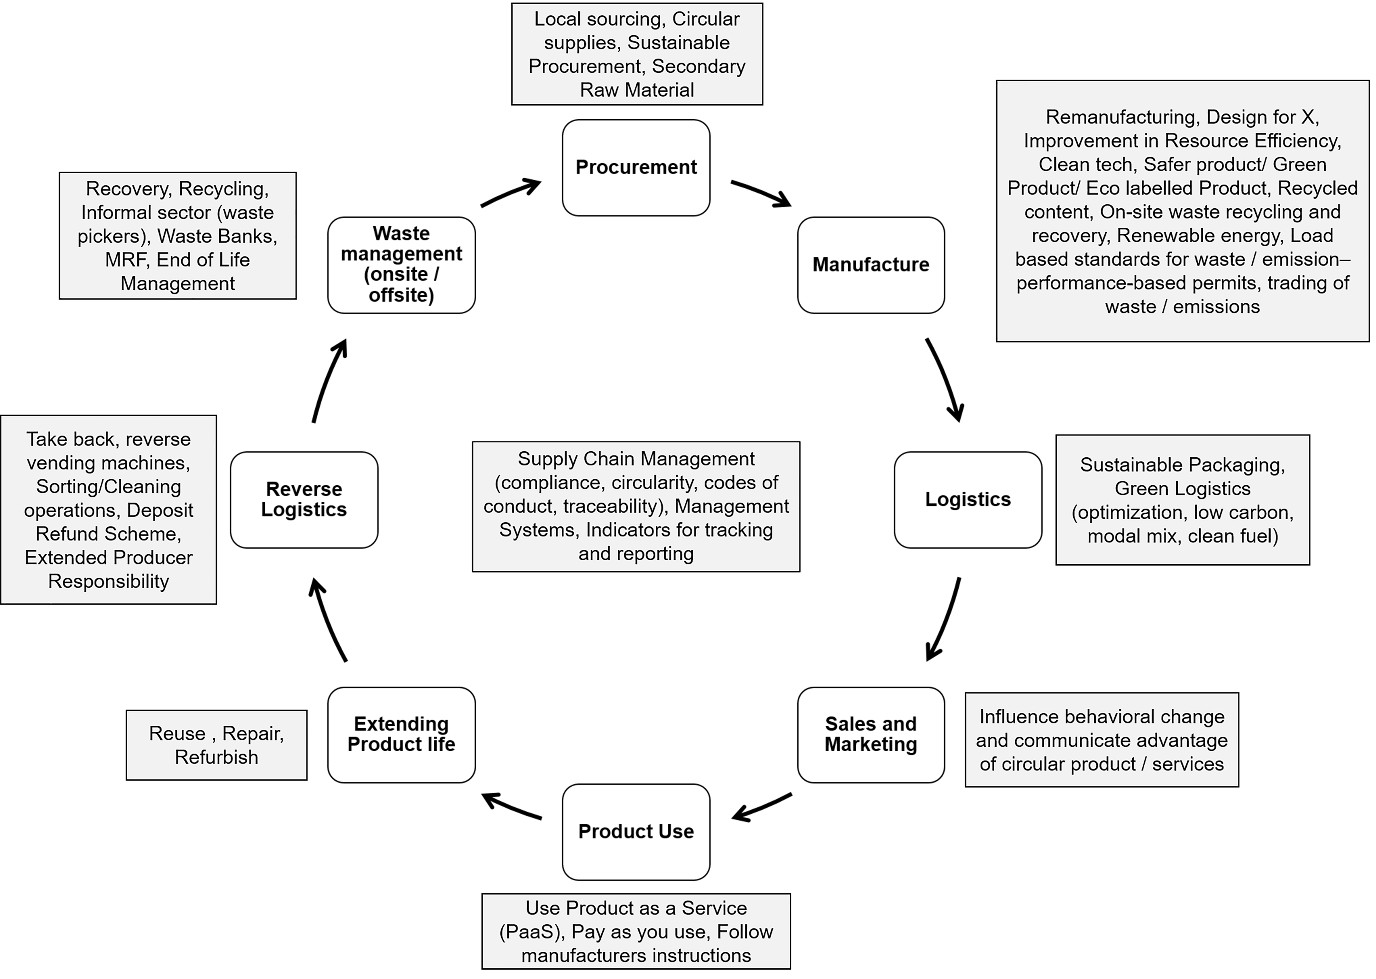 Local sourcing, Circular
supplies, Sustainable
Procurement, Secondary
Raw Material
Procurement
Remanufacturing, Design for X,
Improvement in Resource Efficiency,
Clean tech, Safer product/ Green
Product/ Eco labelled Product, Recycled
content, On-site waste recycling and
recovery, Renewable energy, Load
based standards for waste / emission–
performance-based permits, trading of
waste / emissions
Manufacture
Recovery, Recycling,
Informal sector (waste
pickers), Waste Banks,
MRF, End of Life
Management
Waste
management
(onsite /
offsite)
Take back, reverse
vending machines,
Sorting/Cleaning
operations, Deposit
Refund Scheme,
Extended Producer
Responsibility
Reverse
Logistics
Supply Chain Management
(compliance, circularity, codes of
conduct, traceability), Management
Systems, Indicators for tracking
and reporting
Logistics
Sustainable Packaging,
Green Logistics
(optimization, low carbon,
modal mix, clean fuel)
Reuse , Repair,
Refurbish
Extending
Product life
Sales and
Marketing
Influence behavioral change
and communicate advantage
of circular product / services
Product Use
Use Product as a Service
(PaaS), Pay as you use, Follow
manufacturers instructions